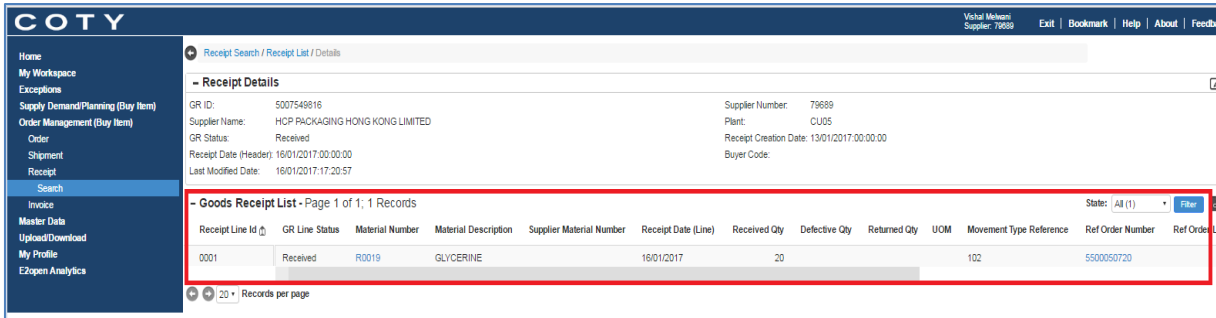 COTY
Vishal Melwani
Supplier: 79689
Exit | Bookmark | Help | About | Feedb
Home
My Workspace
Exceptions
Supply Demand/Planning (Buy Item)
Order Management (Buy Item)
Order
Shipment
Receipt
Search
Invoice
Master Data
Upload/Download
My Profile
E2open Analytics
Receipt Search / Receipt List / Details
– Receipt Details
GR ID: 5007549816 Supplier Number: 79689
Supplier Name: HCP PACKAGING HONG KONG LIMITED Plant: CU05
GR Status: Received Receipt Creation Date: 13/01/2017:00:00:00
Receipt Date (Header): 16/01/2017:00:00:00 Buyer Code:
Last Modified Date: 16/01/2017:17:20:57
– Goods Receipt List - Page 1 of 1; 1 Records State: All (1) Filter
Receipt Line Id GR Line Status Material Number Material Description Supplier Material Number Receipt Date (Line) Received Qty Defective Qty Returned Qty UOM Movement Type Reference Ref Order Number Ref Order L
0001 Received R0019 GLYCERINE 16/01/2017 20 102 5500050720
20 Records per page